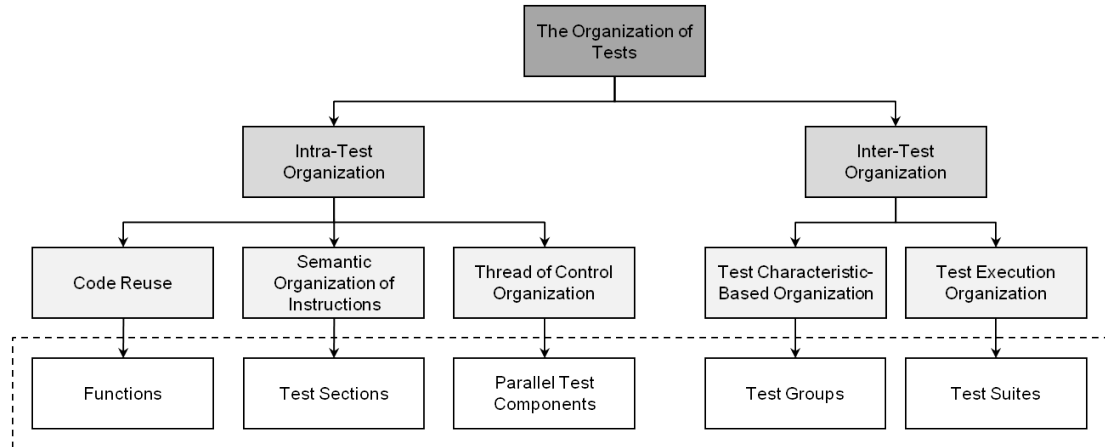 The Organization of
Tests
Intra-Test
Organization
Inter-Test
Organization
Code Reuse
Semantic
Organization of
Instructions
Thread of Control
Organization
Test Characteristic-
Based Organization
Test Execution
Organization
Functions
Test Sections
Parallel Test
Components
Test Groups
Test Suites